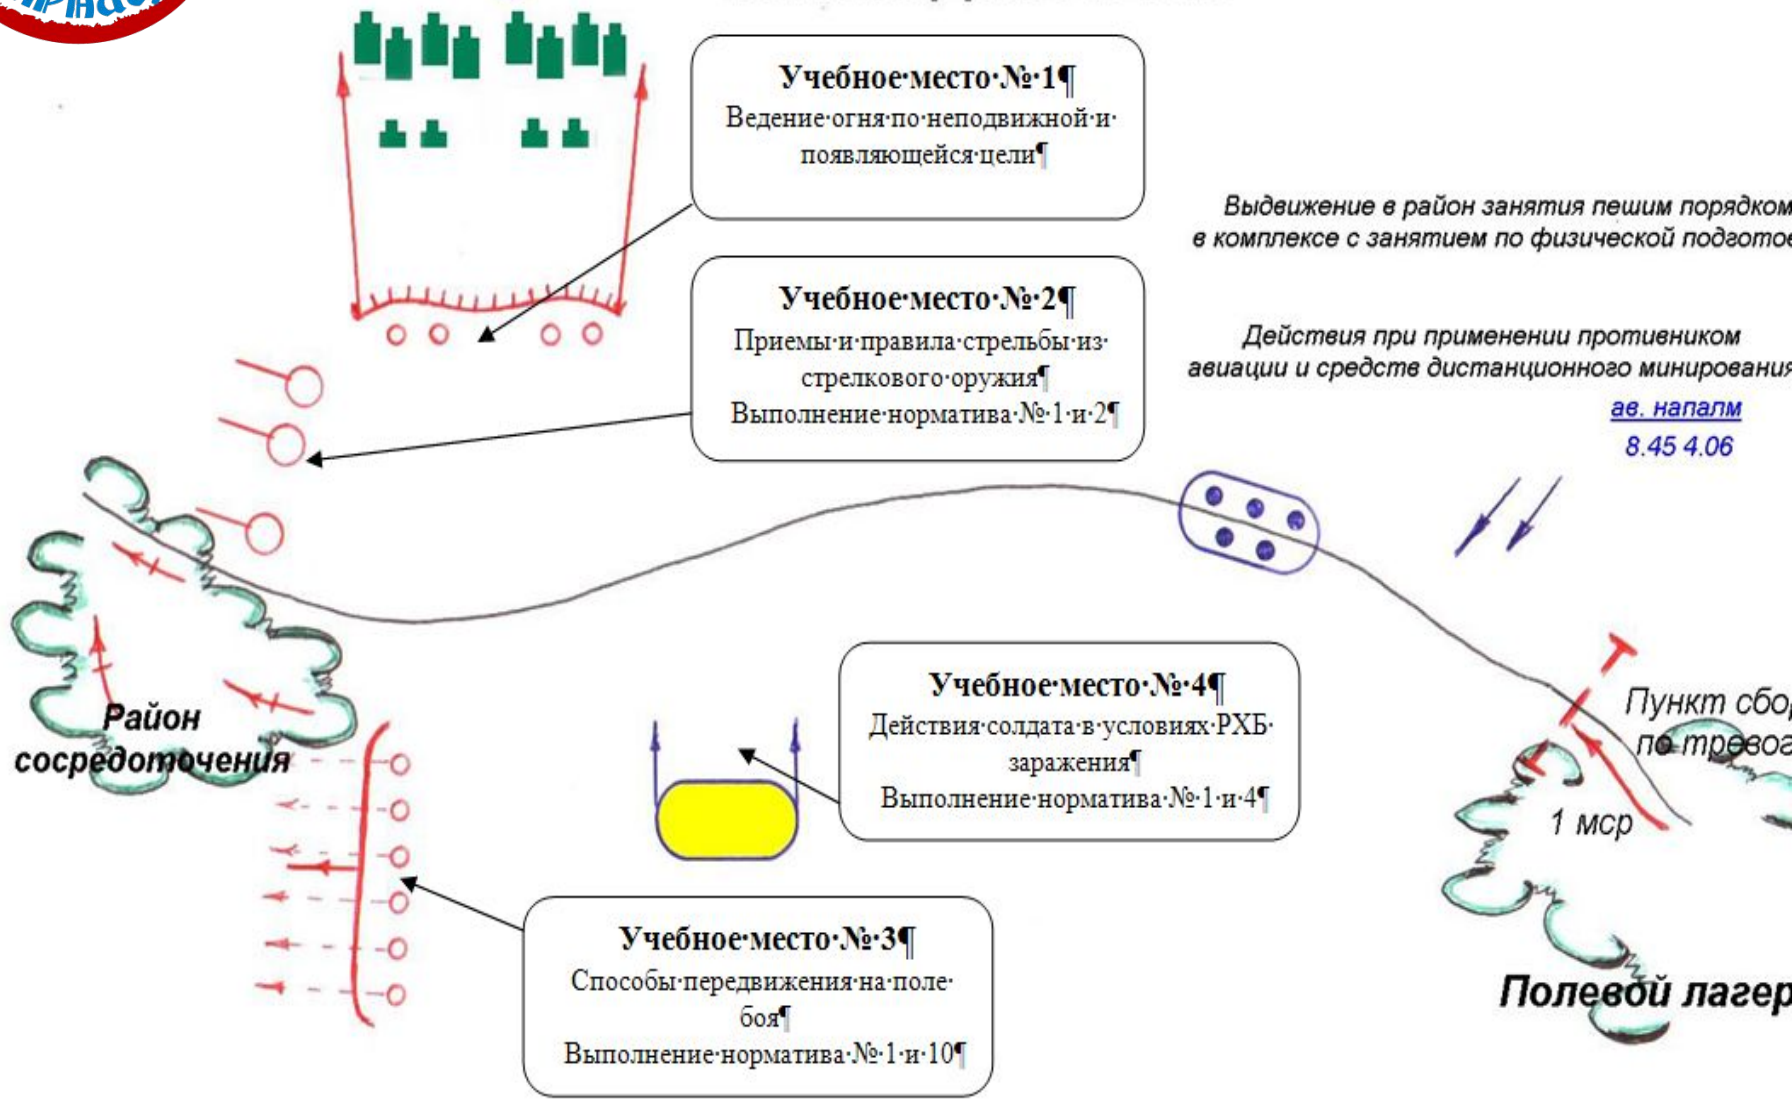 Учебное·место·№·1¶
Ведение·огня·по·неподвижной·и·
появляющейся·цели¶
Выдвижение в район занятия пешим порядком
в комплексе с занятием по физической подготов
Учебное·место·№·2¶
Приемы·и·правила·стрельбы·из·
стрелкового·оружия¶
Выполнение·норматива·№·1·и·2¶
Действия при применении противником
авиации и средств дистанционного минирования
ав. напалм
8.45 4.06
Учебное·место·№·4¶
Действия·солдата·в·условиях·РХБ·
заражения¶
Выполнение·норматива·№·1·и·4¶
Район
сосредоточения
Пункт сбо
по тревог
1 мср
Учебное·место·№·3¶
Способы·передвижения·на·поле·
боя¶
Выполнение·норматива·№·1·и·10¶
Полевой лагер